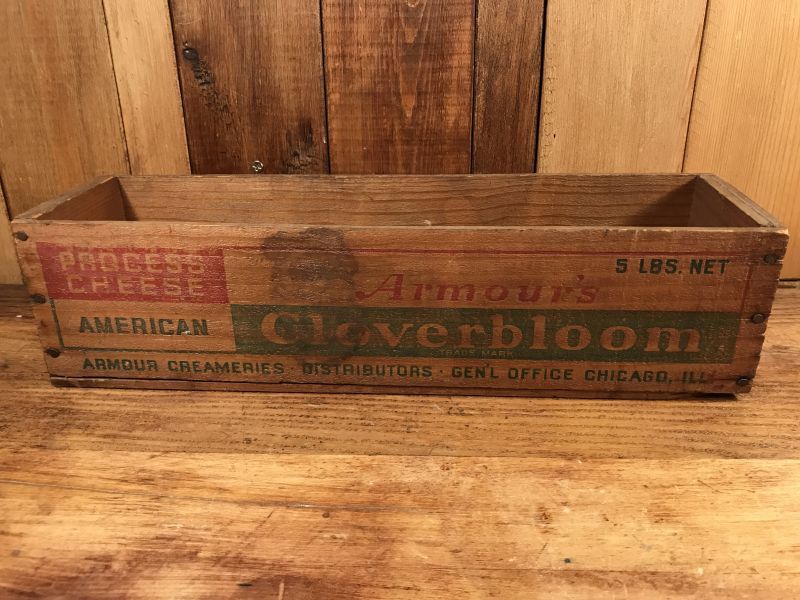 PROCESS
CHEESE
5 LBS. NET
Armour's
AMERICAN
Cloverbloom
TRADE MARK
ARMOUR CREAMERIES · DISTRIBUTORS · GEN'L OFFICE CHICAGO, ILL.